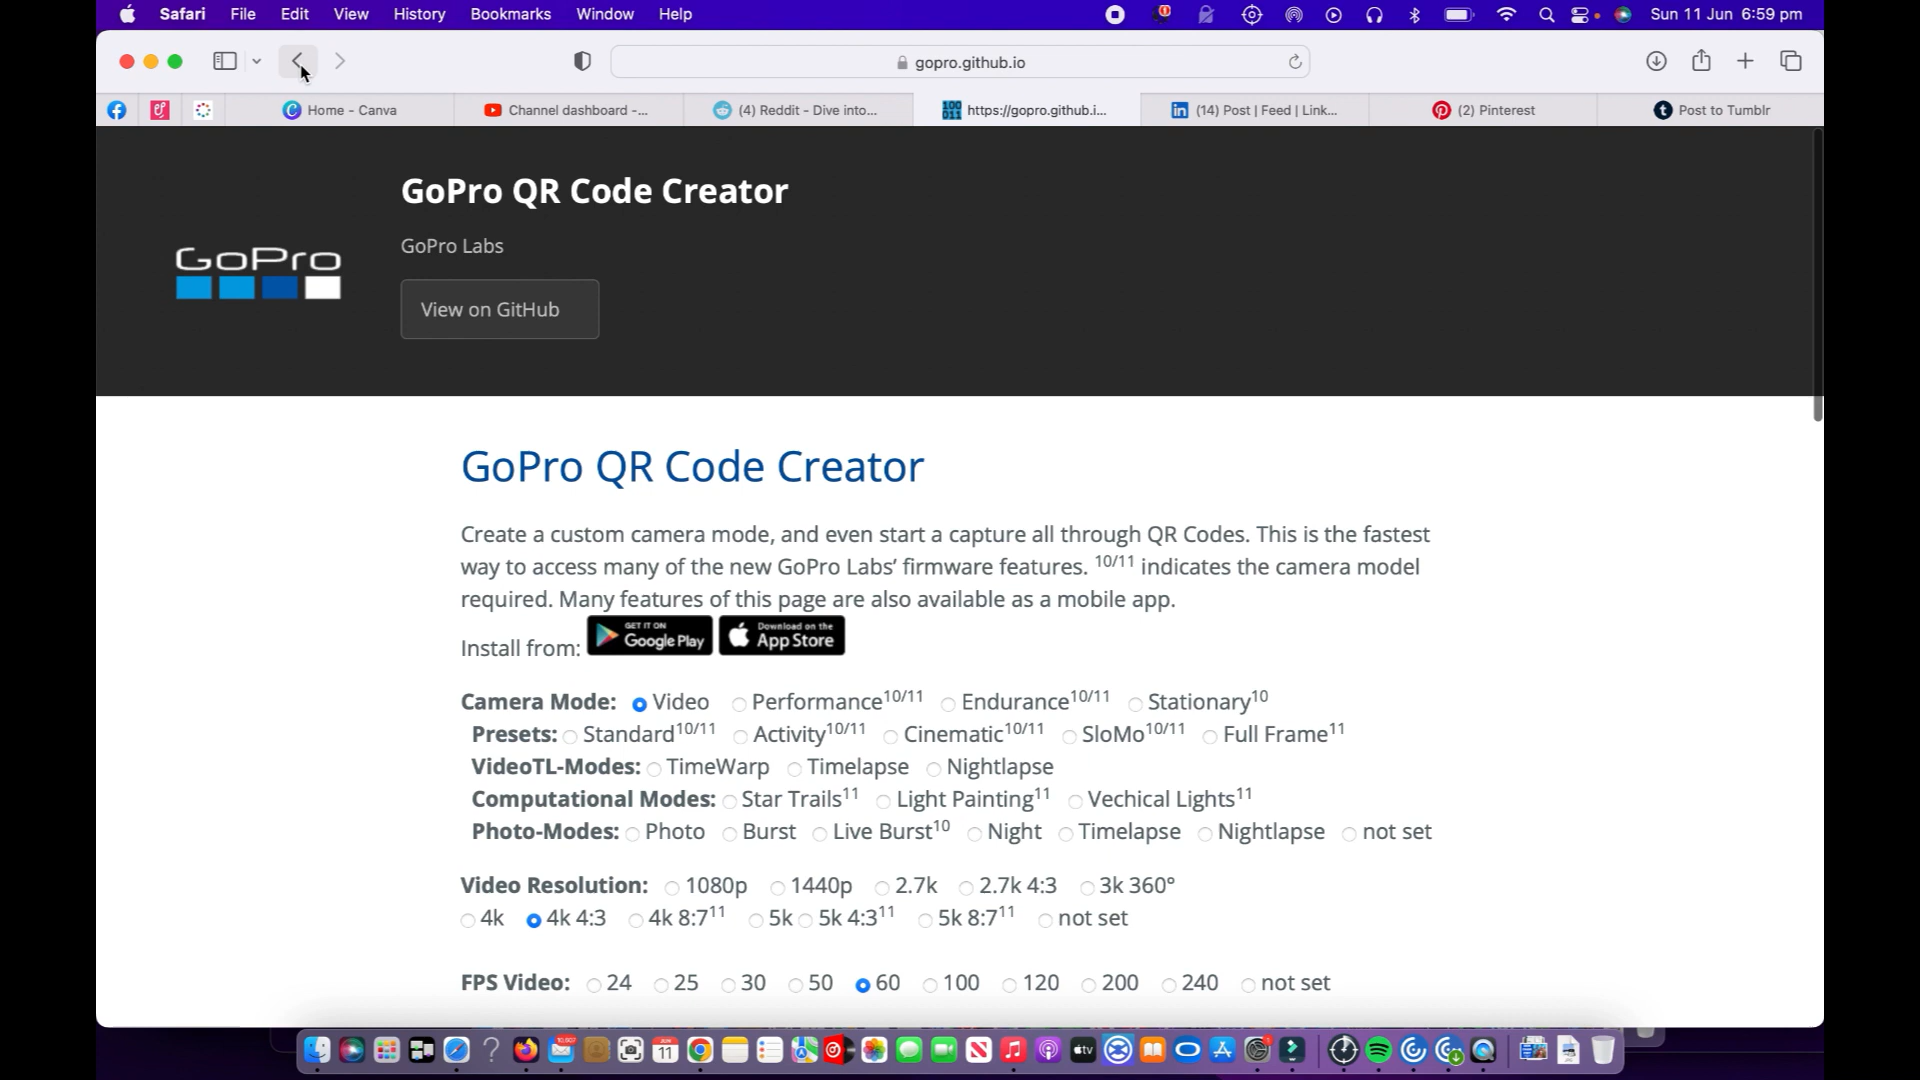 Safari File Edit View History Bookmarks Window Help Sun 11 Jun 6:59 pm
gopro.github.io
Home - Canva
Channel dashboard -...
(4) Reddit - Dive into...
https://gopro.github.i...
(14) Post | Feed | Link...
(2) Pinterest
Post to Tumblr
GoPro QR Code Creator
GoPro Labs
GoPro
View on GitHub
GoPro QR Code Creator
Create a custom camera mode, and even start a capture all through QR Codes. This is the fastest
way to access many of the new GoPro Labs’ firmware features. 10/11 indicates the camera model
required. Many features of this page are also available as a mobile app.
Install from: GET IT ON Google Play Download on the App Store
Camera Mode: Video Performance10/11 Endurance10/11 Stationary10
Presets: Standard10/11 Activity10/11 Cinematic10/11 SloMo10/11 Full Frame11
VideoTL-Modes: TimeWarp Timelapse Nightlapse
Computational Modes: Star Trails11 Light Painting11 Vechical Lights11
Photo-Modes: Photo Burst Live Burst10 Night Timelapse Nightlapse not set
Video Resolution: 1080p 1440p 2.7k 2.7k 4:3 3k 360°
4k 4k 4:3 4k 8:711 5k 5k 4:311 5k 8:711 not set
FPS Video: 24 25 30 50 60 100 120 200 240 not set